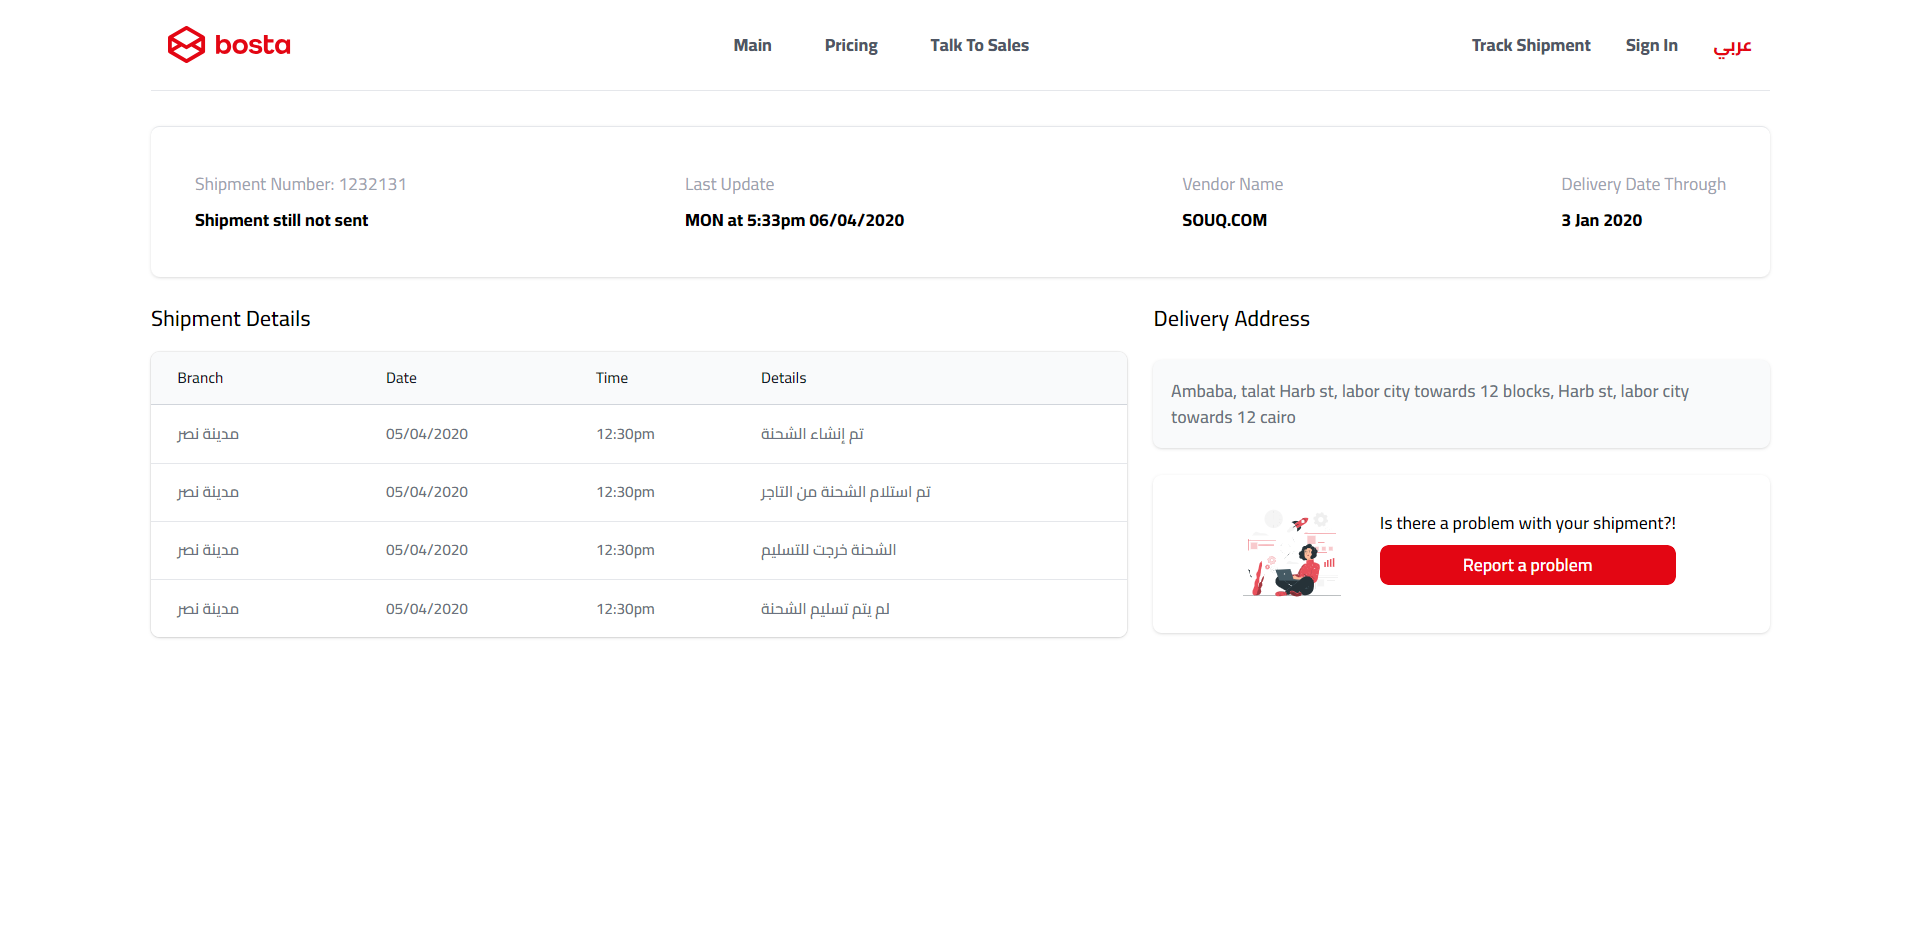 bosta
Main Pricing Talk To Sales
Track Shipment Sign In عربي
Shipment Number: 1232131
Shipment still not sent
Last Update
MON at 5:33pm 06/04/2020
Vendor Name
SOUQ.COM
Delivery Date Through
3 Jan 2020
Shipment Details
Branch Date Time Details
مدينة نصر 05/04/2020 12:30pm تم إنشاء الشحنة
مدينة نصر 05/04/2020 12:30pm تم استلام الشحنة من التاجر
مدينة نصر 05/04/2020 12:30pm الشحنة خرجت للتسليم
مدينة نصر 05/04/2020 12:30pm لم يتم تسليم الشحنة
Delivery Address
Ambaba, talat Harb st, labor city towards 12 blocks, Harb st, labor city
towards 12 cairo
Is there a problem with your shipment?!
Report a problem